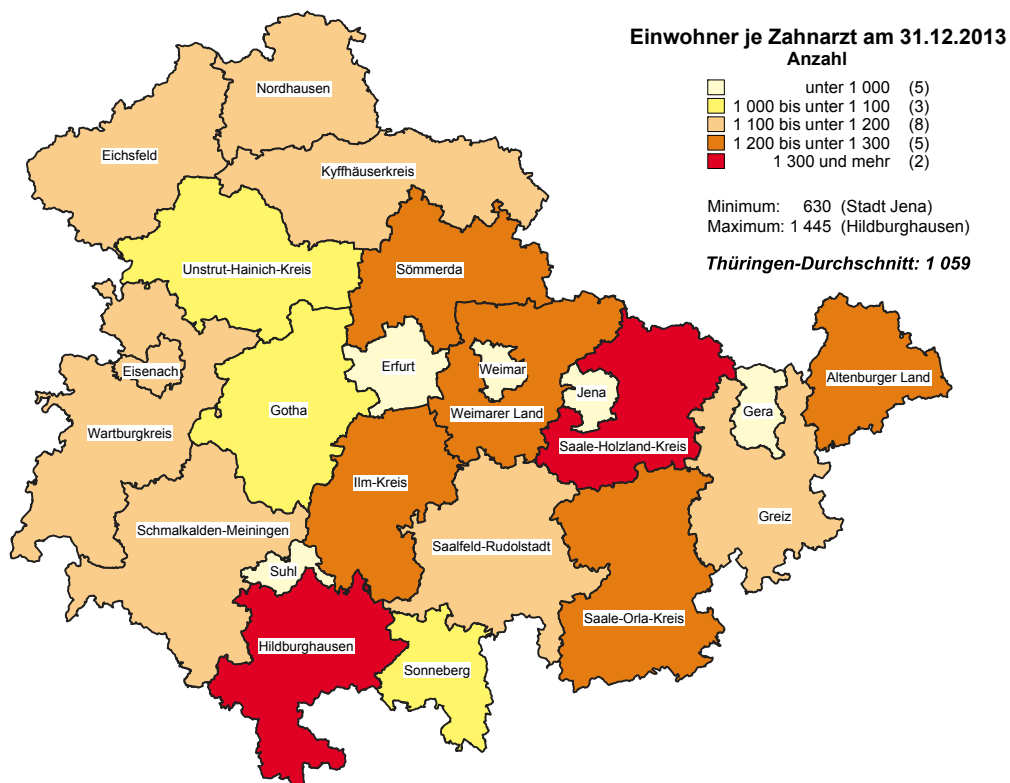 Einwohner je Zahnarzt am 31.12.2013
Anzahl
unter 1 000 (5)
1 000 bis unter 1 100 (3)
1 100 bis unter 1 200 (8)
1 200 bis unter 1 300 (5)
1 300 und mehr (2)
Minimum: 630 (Stadt Jena)
Maximum: 1 445 (Hildburghausen)
Thüringen-Durchschnitt: 1 059
Nordhausen
Eichsfeld
Kyffhäuserkreis
Unstrut-Hainich-Kreis
Sömmerda
Eisenach
Erfurt
Weimar
Jena
Altenburger Land
Gotha
Weimarer Land
Gera
Wartburgkreis
Saale-Holzland-Kreis
Ilm-Kreis
Greiz
Schmalkalden-Meiningen
Saalfeld-Rudolstadt
Suhl
Saale-Orla-Kreis
Hildburghausen
Sonneberg